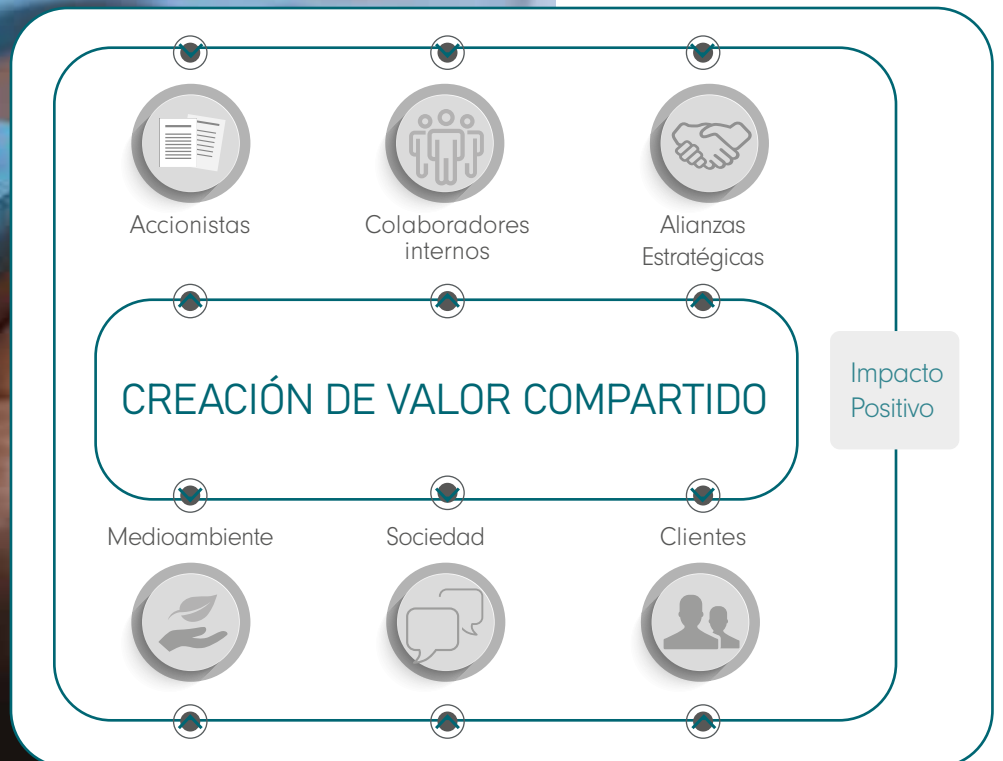 Accionistas
Colaboradores
internos
Alianzas
Estratégicas
CREACIÓN DE VALOR COMPARTIDO
Impacto
Positivo
Medioambiente
Sociedad
Clientes